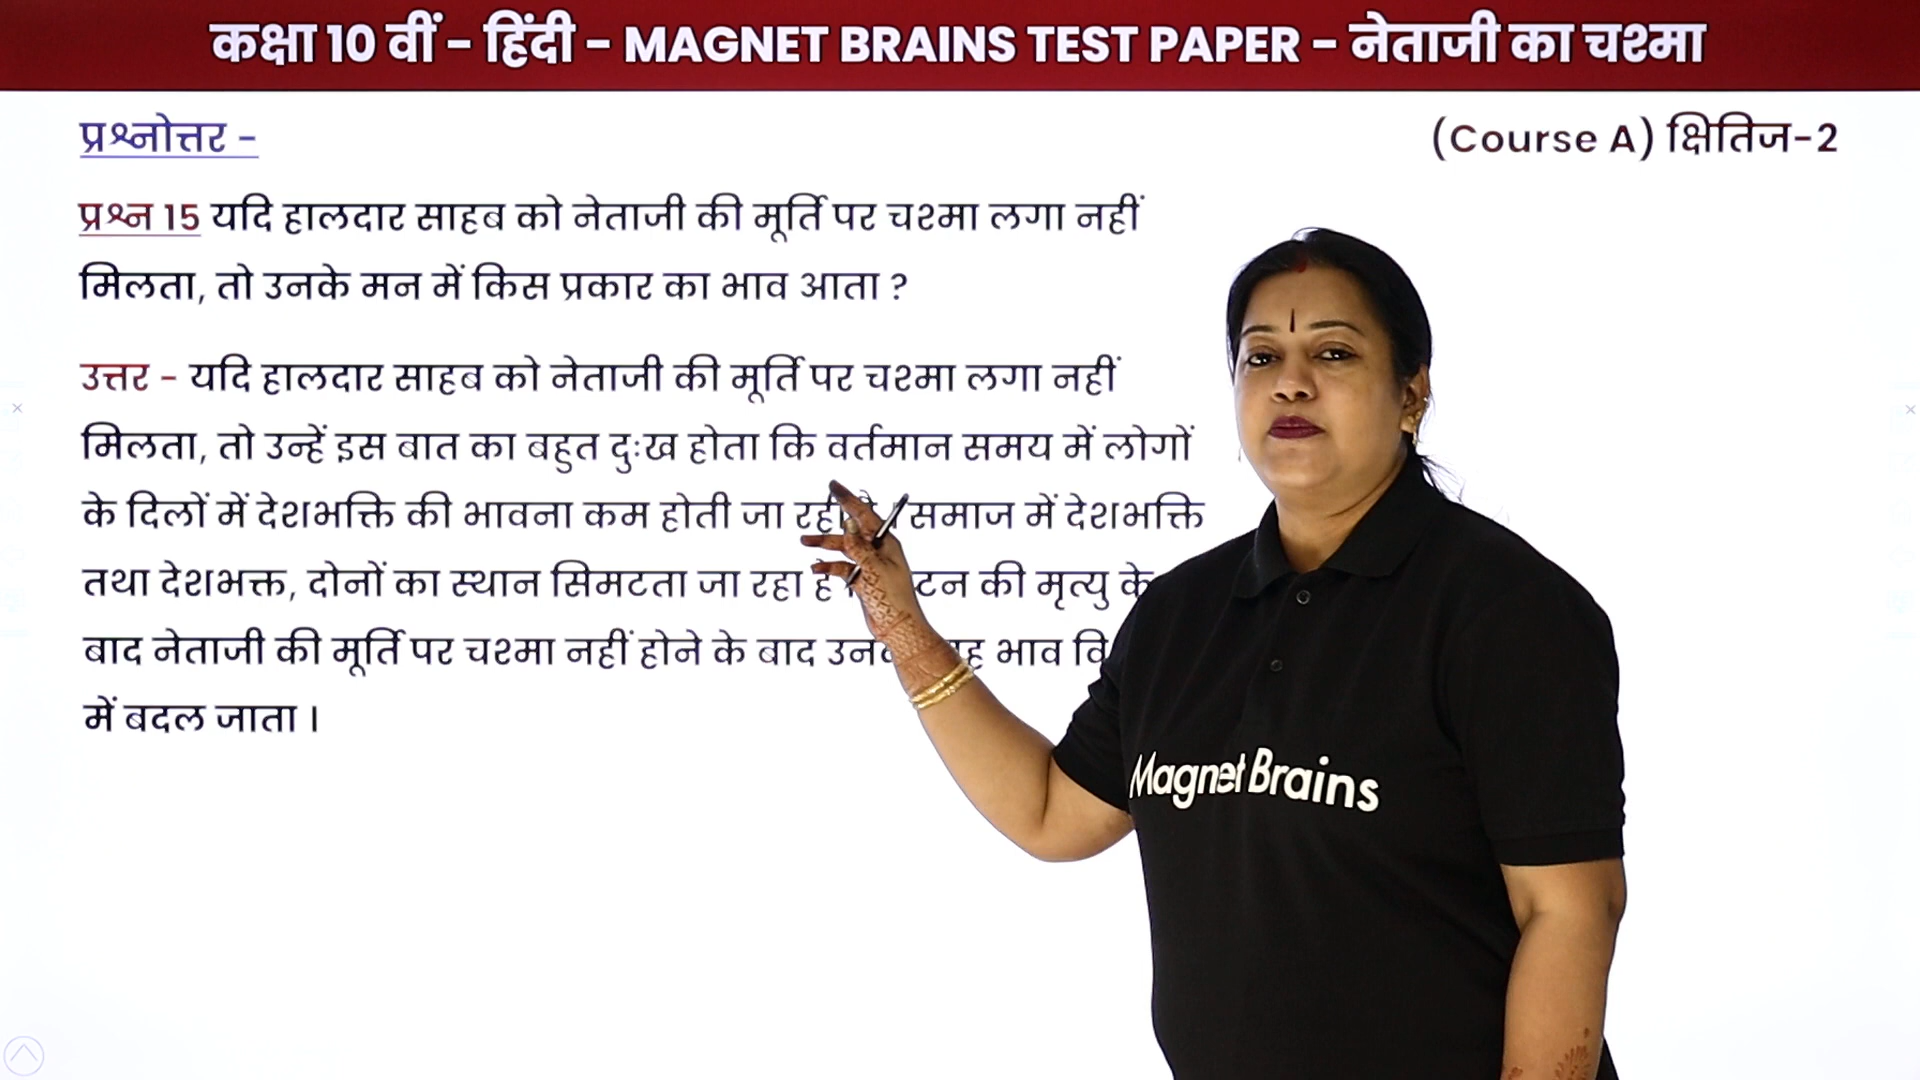 कक्षा 10 वीं - हिंदी - MAGNET BRAINS TEST PAPER - नेताजी का चश्मा
प्रश्नोत्तर -
(Course A) क्षितिज-2
प्रश्न 15 यदि हालदार साहब को नेताजी की मूर्ति पर चश्मा लगा नहीं
मिलता, तो उनके मन में किस प्रकार का भाव आता ?
उत्तर - यदि हालदार साहब को नेताजी की मूर्ति पर चश्मा लगा नहीं
मिलता, तो उन्हें इस बात का बहुत दुःख होता कि वर्तमान समय में लोगों
के दिलों में देशभक्ति की भावना कम होती जा रही समाज में देशभक्ति
तथा देशभक्त, दोनों का स्थान सिमटता जा रहा की मृत्यु के
बाद नेताजी की मूर्ति पर चश्मा नहीं होने के बाद भाव
में बदल जाता ।
Magnet Brains